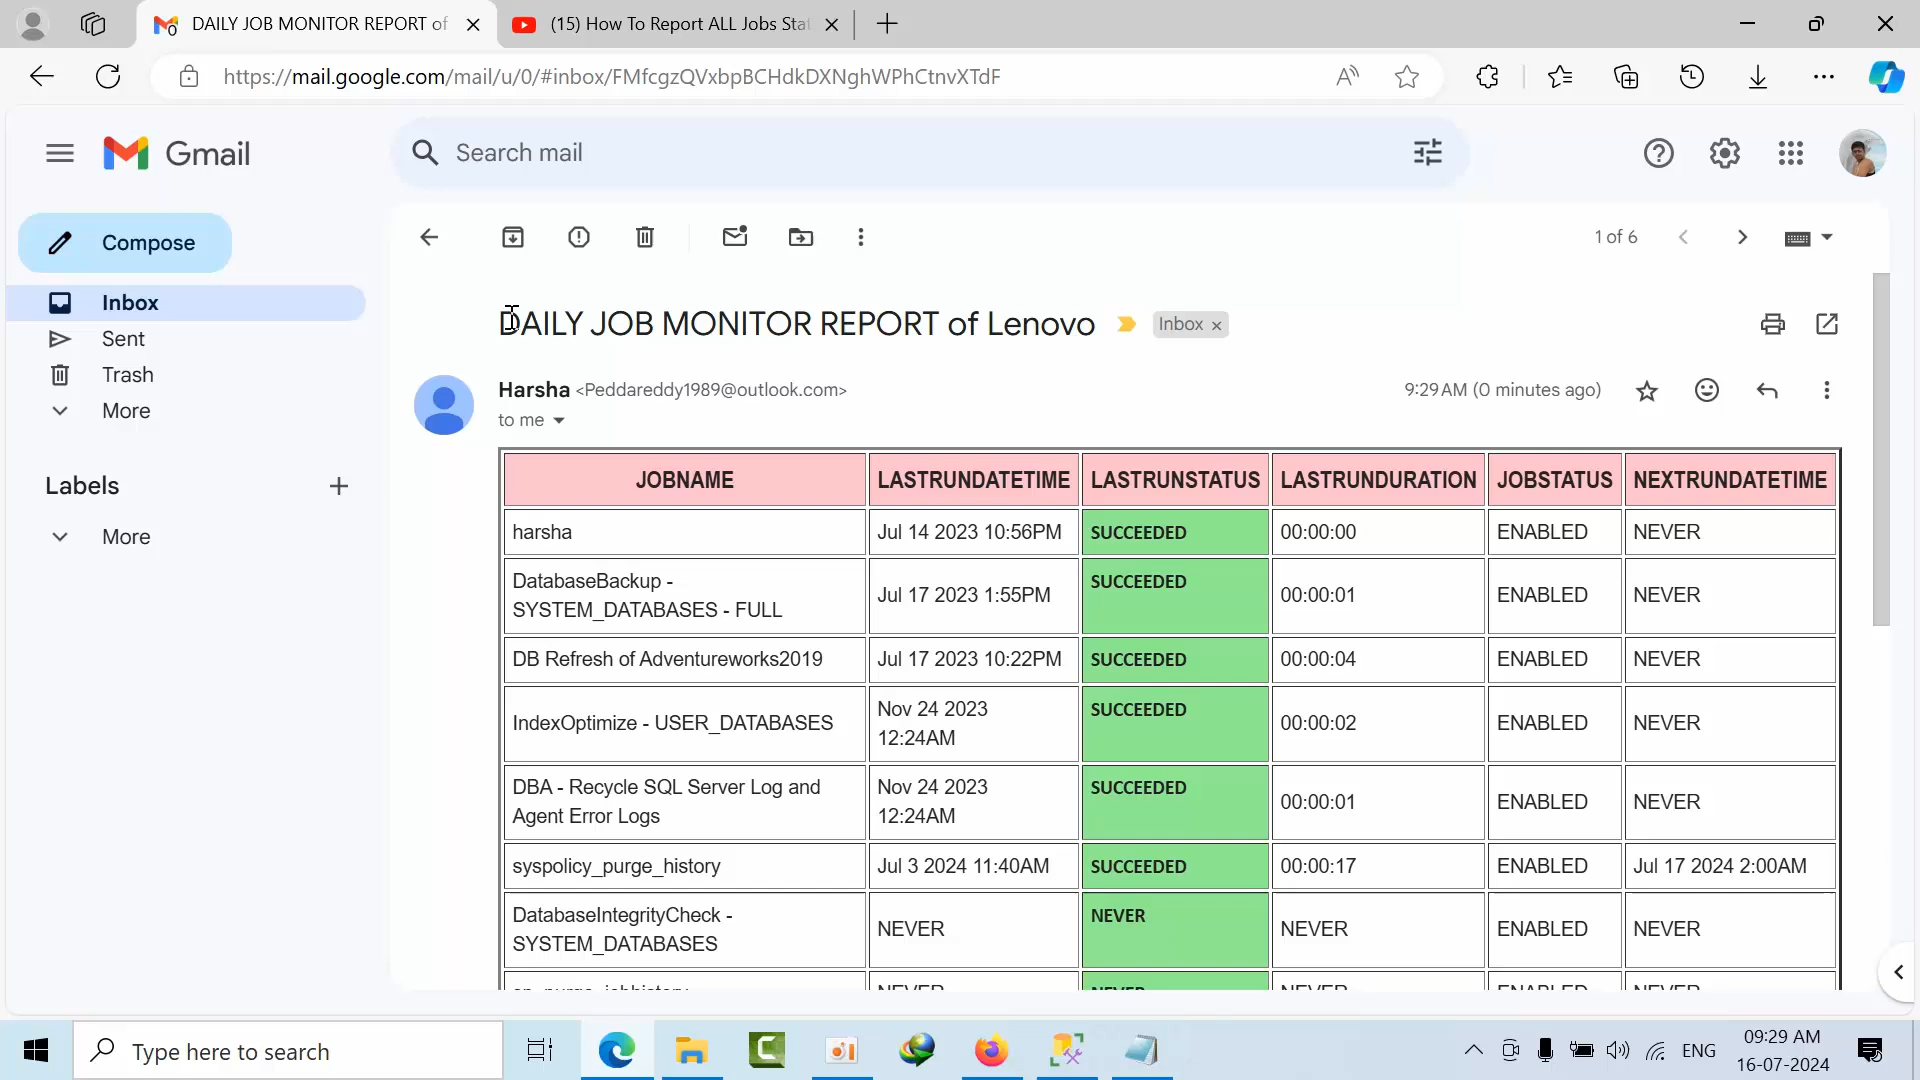 DAILY JOB MONITOR REPORT of
(15) How To Report ALL Jobs Sta
https://mail.google.com/mail/u/0/#inbox/FMfcgzQVxbpBCHdkDXNghWPhCtnvXTdF
Gmail
Search mail
Compose
1 of 6
Inbox
Sent
Trash
More
Labels
More
DAILY JOB MONITOR REPORT of Lenovo
Inbox ×
Harsha <Peddareddy1989@outlook.com>
9:29 AM (0 minutes ago)
to me
JOBNAME LASTRUNDATETIME LASTRUNSTATUS LASTRUNDURATION JOBSTATUS NEXTRUNDATETIME
harsha Jul 14 2023 10:56PM SUCCEEDED 00:00:00 ENABLED NEVER
DatabaseBackup -
SYSTEM_DATABASES - FULL Jul 17 2023 1:55PM SUCCEEDED 00:00:01 ENABLED NEVER
DB Refresh of Adventureworks2019 Jul 17 2023 10:22PM SUCCEEDED 00:00:04 ENABLED NEVER
IndexOptimize - USER_DATABASES Nov 24 2023
12:24AM SUCCEEDED 00:00:02 ENABLED NEVER
DBA - Recycle SQL Server Log and
Agent Error Logs Nov 24 2023
12:24AM SUCCEEDED 00:00:01 ENABLED NEVER
syspolicy_purge_history Jul 3 2024 11:40AM SUCCEEDED 00:00:17 ENABLED Jul 17 2024 2:00AM
DatabaseIntegrityCheck -
SYSTEM_DATABASES NEVER NEVER NEVER ENABLED NEVER
NEVER NEVER NEVER ENABLED NEVER
Type here to search
ENG
09:29 AM
16-07-2024